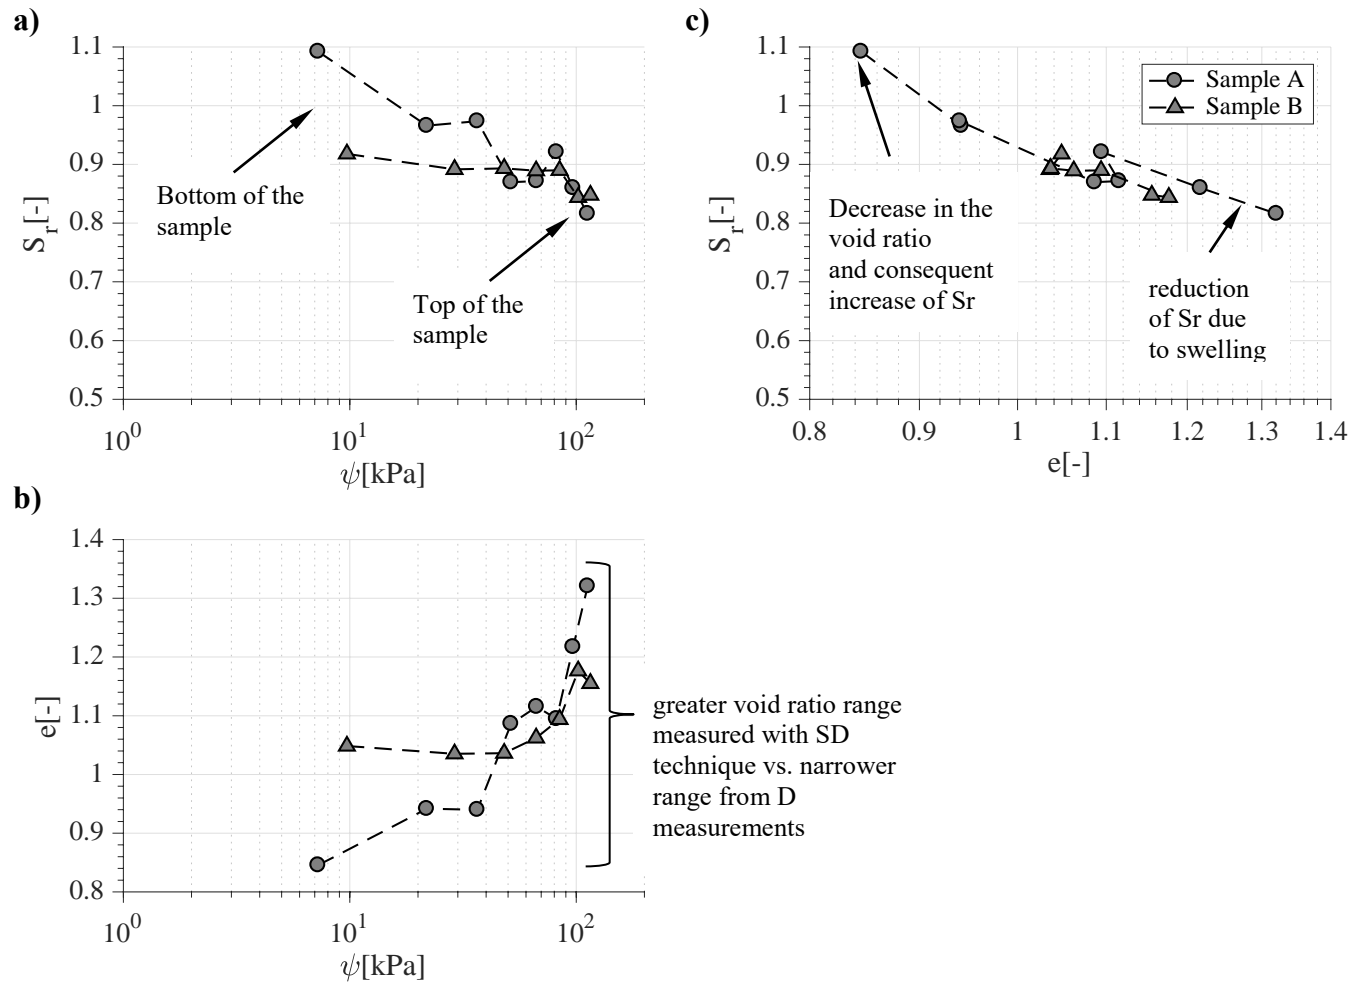 a)
1.1
1
0.9
0.8
0.7
0.6
0.5
S_r[-]
Bottom of the
sample
Top of the
sample
10^0
10^1
10^2
ψ[kPa]
c)
1.1
1
0.9
0.8
0.7
0.6
0.5
S_r[-]
Sample A
Sample B
Decrease in the
void ratio
and consequent
increase of Sr
reduction
of Sr due
to swelling
0.8
0.9
1
1.1
1.2
1.3
1.4
e[-]
b)
1.4
1.3
1.2
1.1
1
0.9
0.8
e[-]
greater void ratio range
measured with SD
technique vs. narrower
range from D
measurements
10^0
10^1
10^2
ψ[kPa]